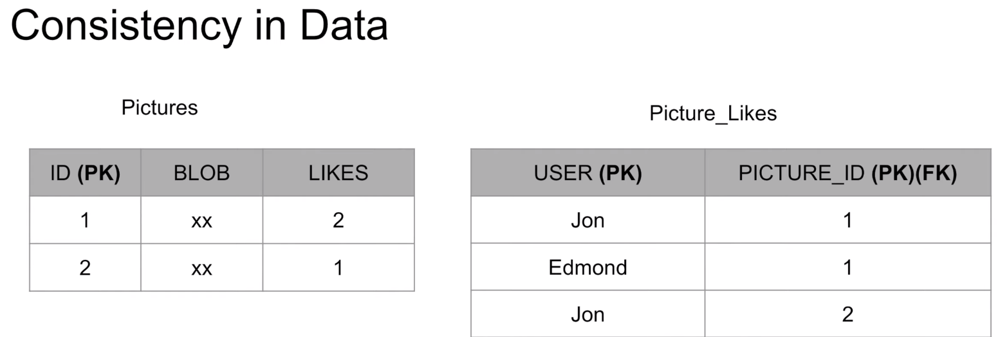 Consistency in Data
Pictures
ID (PK) BLOB LIKES
1 xx 2
2 xx 1
Picture_Likes
USER (PK) PICTURE_ID (PK)(FK)
Jon 1
Edmond 1
Jon 2